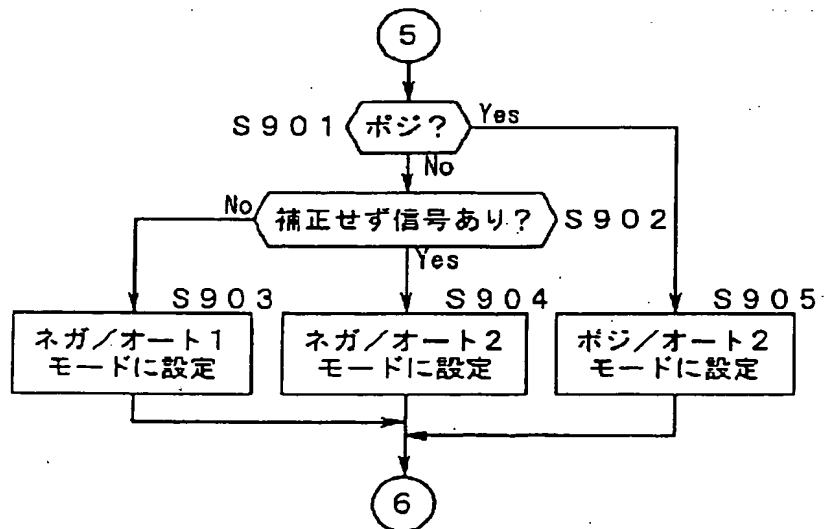 5
S901
ポジ?
Yes
No
補正せず信号あり?
S902
No
Yes
S903
S904
S905
ネガ/オート1
モードに設定
ネガ/オート2
モードに設定
ポジ/オート2
モードに設定
6